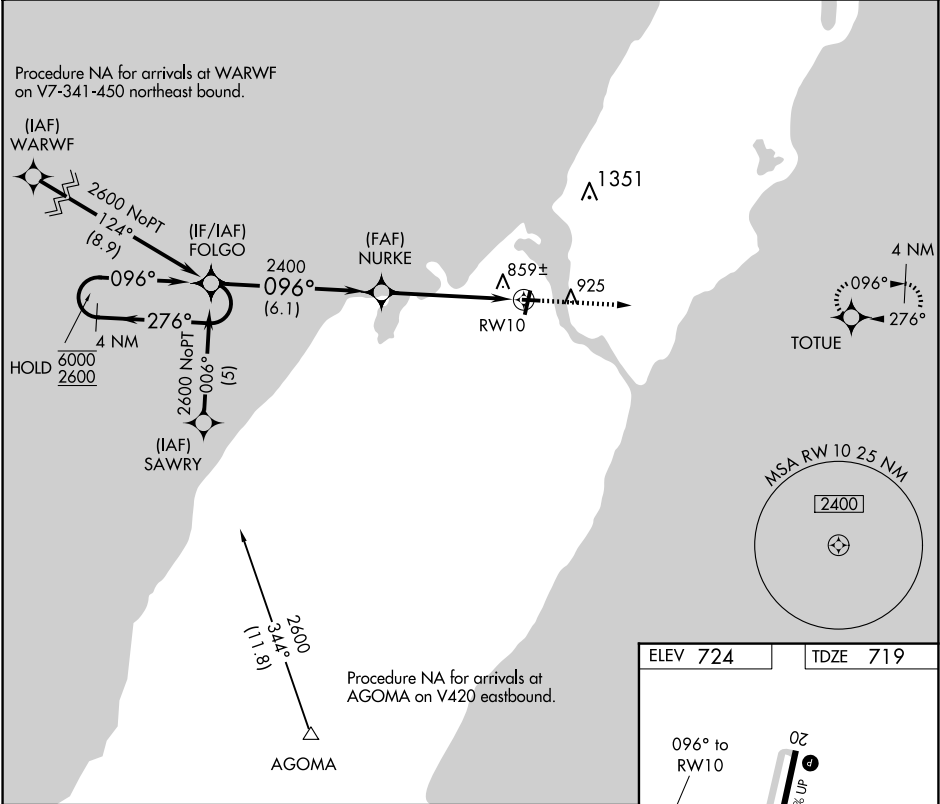 Procedure NA for arrivals at WARWF
on V7-341-450 northeast bound.
(IAF)
WARWF
2600 NoPT
124°
(8.9)
(IF/IAF)
FOLGO
096°
276°
4 NM
HOLD
6000
2600
2600 NoPT
006°
(5)
(IAF)
SAWRY
2400
096°
(6.1)
(FAF)
NURKE
859±
925
RW10
1351
4 NM
096°
276°
TOTUE
MSA RW 10 25 NM
2400
2600
344°
(11.8)
AGOMA
Procedure NA for arrivals at
AGOMA on V420 eastbound.
ELEV 724
TDZE 719
096° to
RW10
20
P
% UP